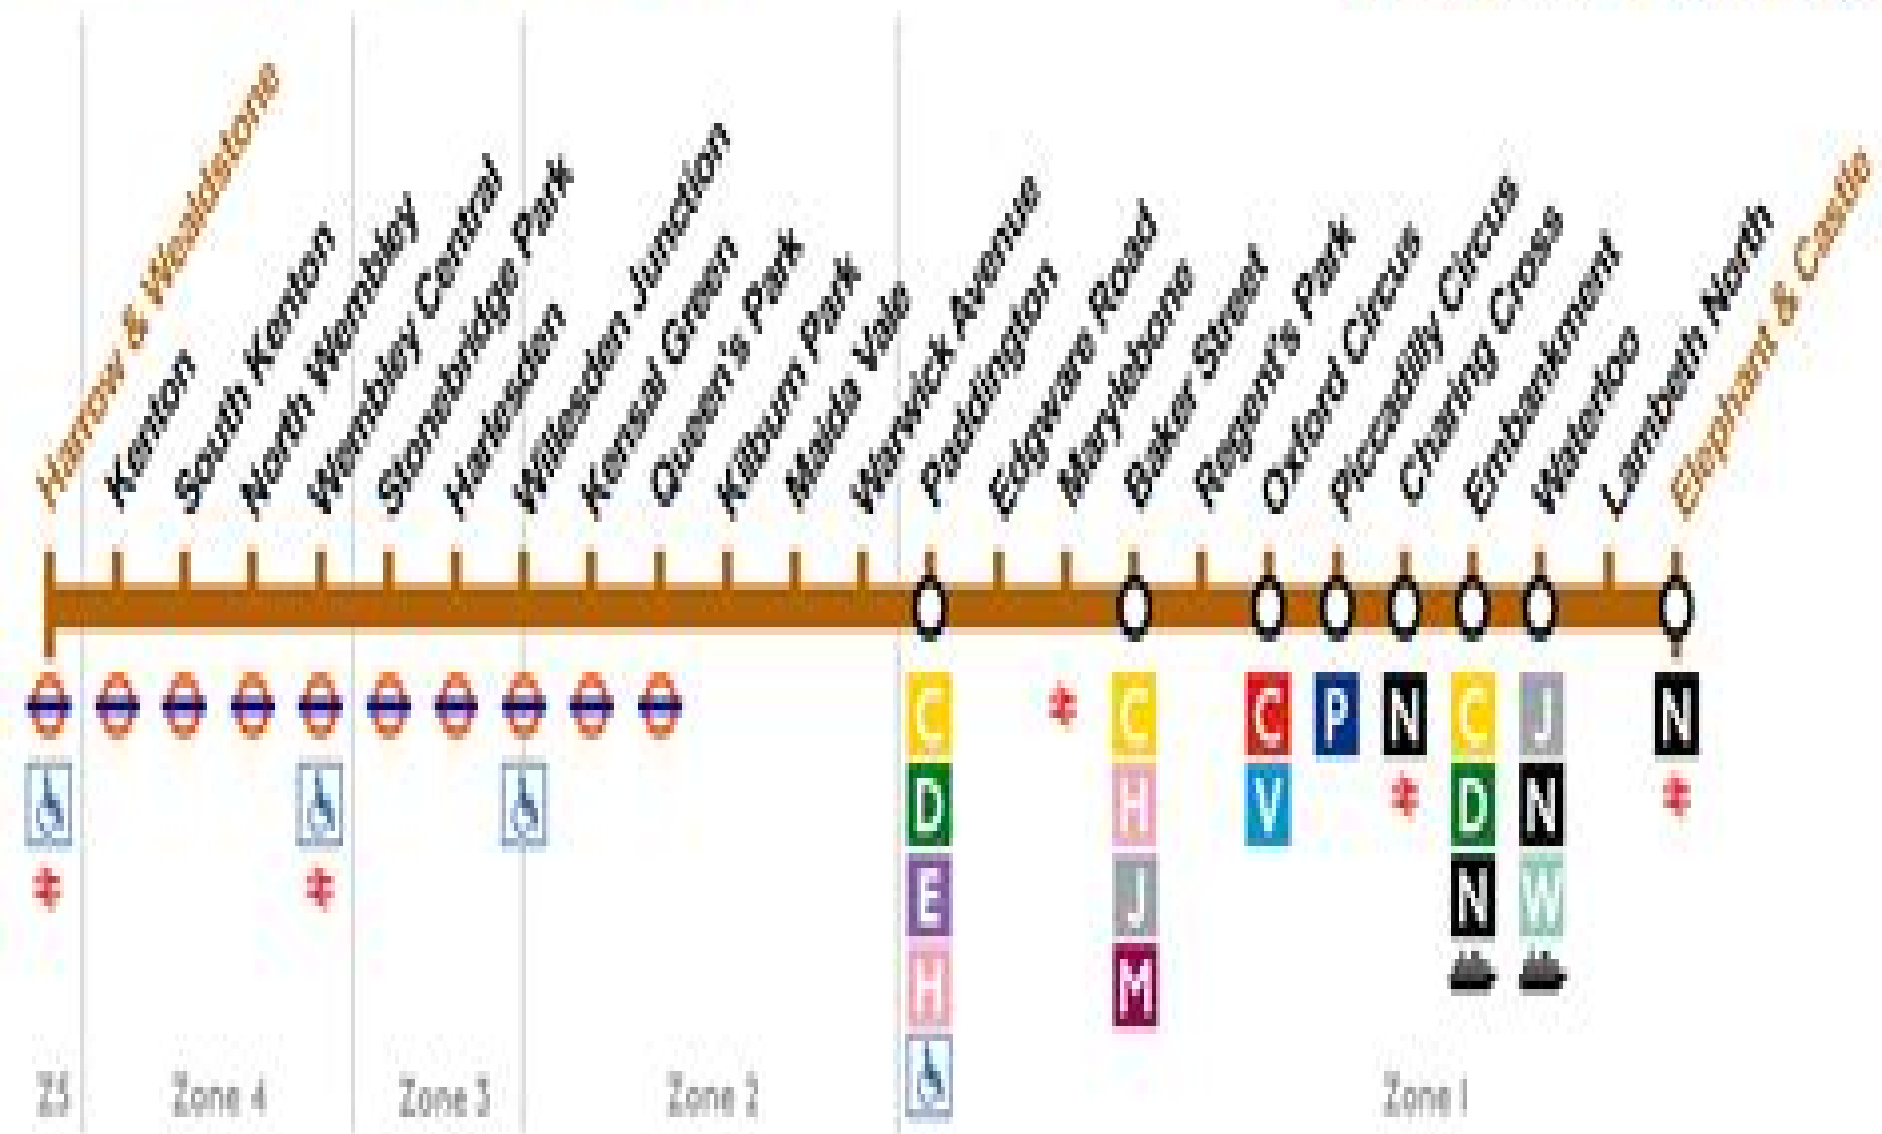 Harrow & Wealdstone
Kenton
South Kenton
North Wembley
Wembley Central
Stonebridge Park
Harlesden
Willesden Junction
Kensal Green
Queen's Park
Kilburn Park
Maida Vale
Warwick Avenue
Paddington
Edgware Road
Marylebone
Baker Street
Regent's Park
Oxford Circus
Piccadilly Circus
Charing Cross
Embankment
Waterloo
Lambeth North
Elephant & Castle
C C C P N C J N
D H V D N
E J N W
H M
Z5 Zone 4 Zone 3 Zone 2 Zone 1